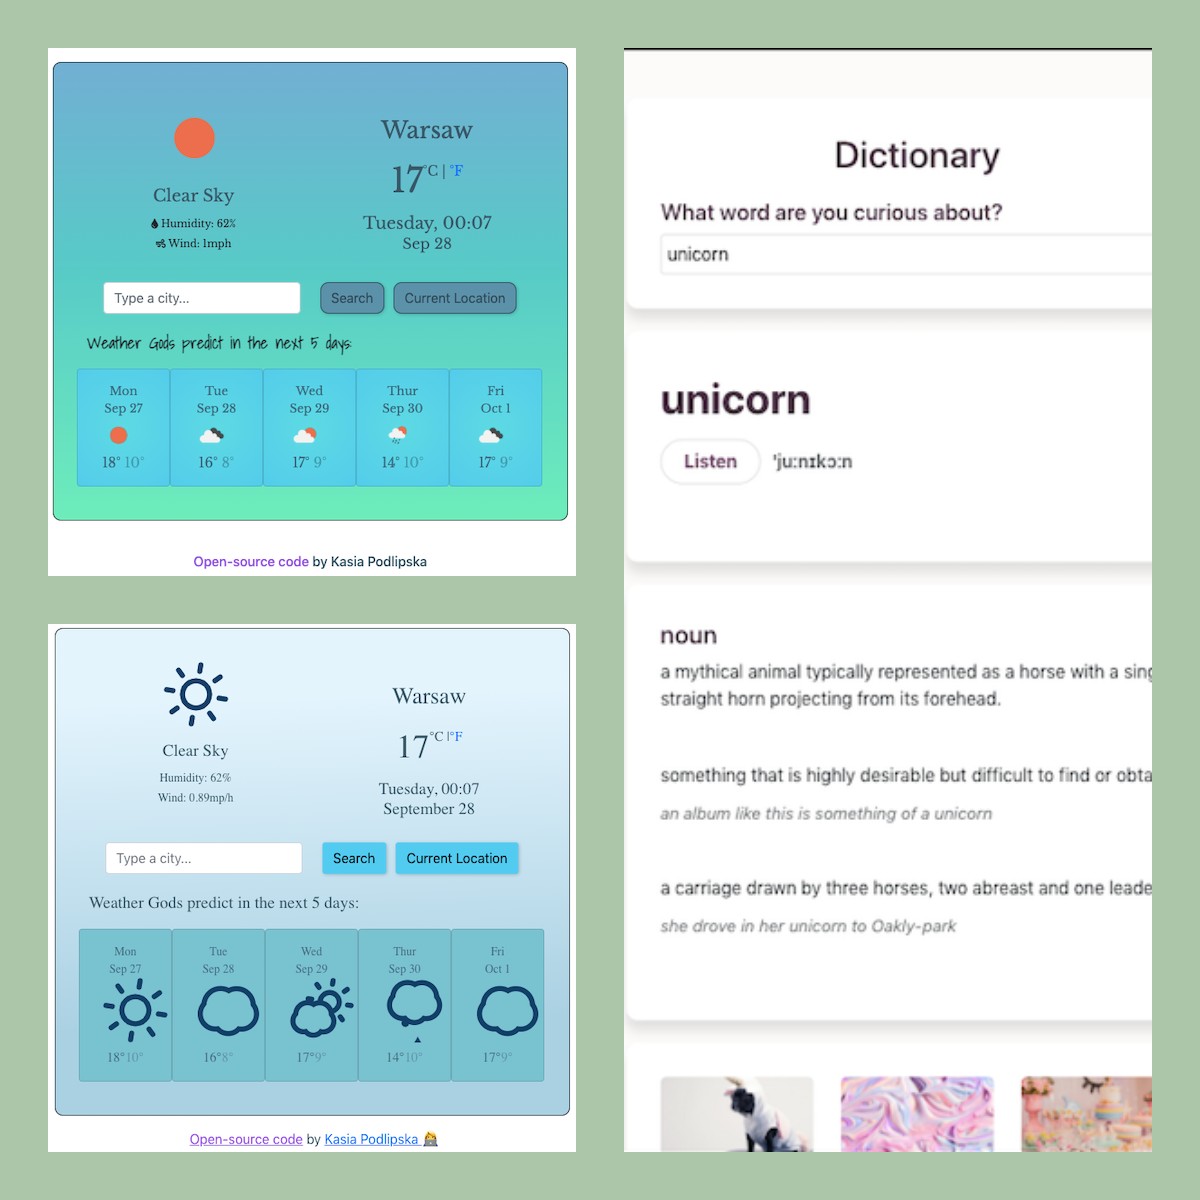 Warsaw
17°C | °F
Clear Sky
Humidity: 62%
Wind: 1mph
Tuesday, 00:07
Sep 28
Type a city...
Search
Current Location
Weather Gods predict in the next 5 days:
Mon Tue Wed Thur Fri
Sep 27 Sep 28 Sep 29 Sep 30 Oct 1
18° 10° 16° 8° 17° 9° 14° 10° 17° 9°
Open-source code by Kasia Podlipska
Warsaw
17°C |°F
Clear Sky
Humidity: 62%
Wind: 0.89mp/h
Tuesday, 00:07
September 28
Type a city...
Search
Current Location
Weather Gods predict in the next 5 days:
Mon Tue Wed Thur Fri
Sep 27 Sep 28 Sep 29 Sep 30 Oct 1
18°10° 16°8° 17°9° 14°10° 17°9°
Open-source code by Kasia Podlipska
Dictionary
What word are you curious about?
unicorn
unicorn
Listen
'juːnɪkɔːn
noun
a mythical animal typically represented as a horse with a sing
straight horn projecting from its forehead.
something that is highly desirable but difficult to find or obta
an album like this is something of a unicorn
a carriage drawn by three horses, two abreast and one leade
she drove in her unicorn to Oakly-park